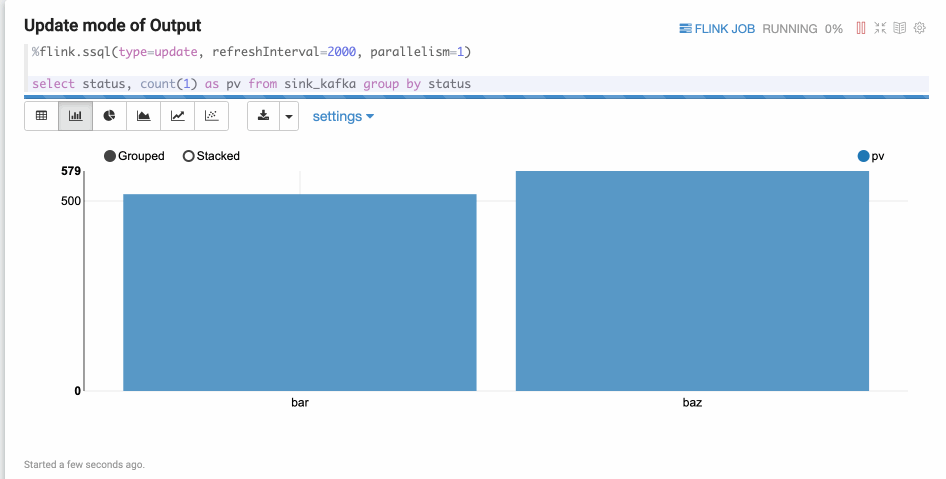 Update mode of Output
FLINK JOB RUNNING 0%
%flink.ssql(type=update, refreshInterval=2000, parallelism=1)
select status, count(1) as pv from sink_kafka group by status
settings
Grouped Stacked pv
579
500
0
bar baz
Started a few seconds ago.